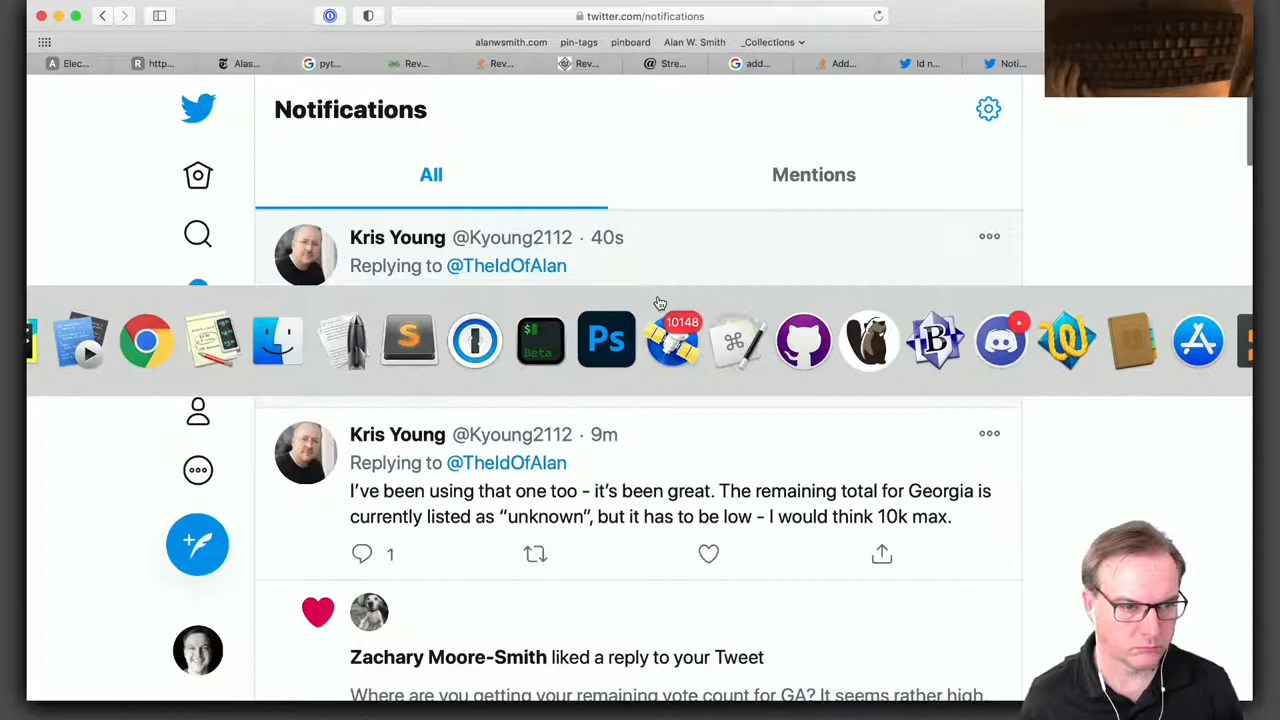 twitter.com/notifications
alanwsmith.com pin-tags pinboard Alan W. Smith _Collections
A Elec... R http... Alas... pyt... Rev... Rev... Rev... @ Stre... add... Add... Id n... Noti...
Notifications
All Mentions
Kris Young @Kyoung2112 · 40s
Replying to @TheIdOfAlan
S $ Beta Ps 10148 B
Kris Young @Kyoung2112 · 9m
Replying to @TheIdOfAlan
I’ve been using that one too - it’s been great. The remaining total for Georgia is
currently listed as “unknown”, but it has to be low - I would think 10k max.
1
Zachary Moore-Smith liked a reply to your Tweet
Where are you getting your remaining vote count for GA? It seems rather high